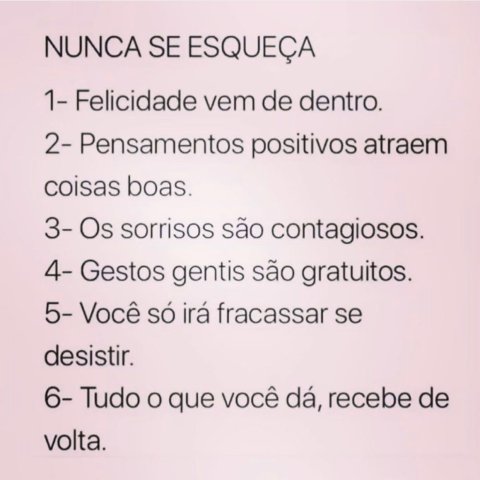 NUNCA SE ESQUEÇA
1- Felicidade vem de dentro.
2- Pensamentos positivos atraem
coisas boas.
3- Os sorrisos são contagiosos.
4- Gestos gentis são gratuitos.
5- Você só irá fracassar se
desistir.
6- Tudo o que você dá, recebe de
volta.